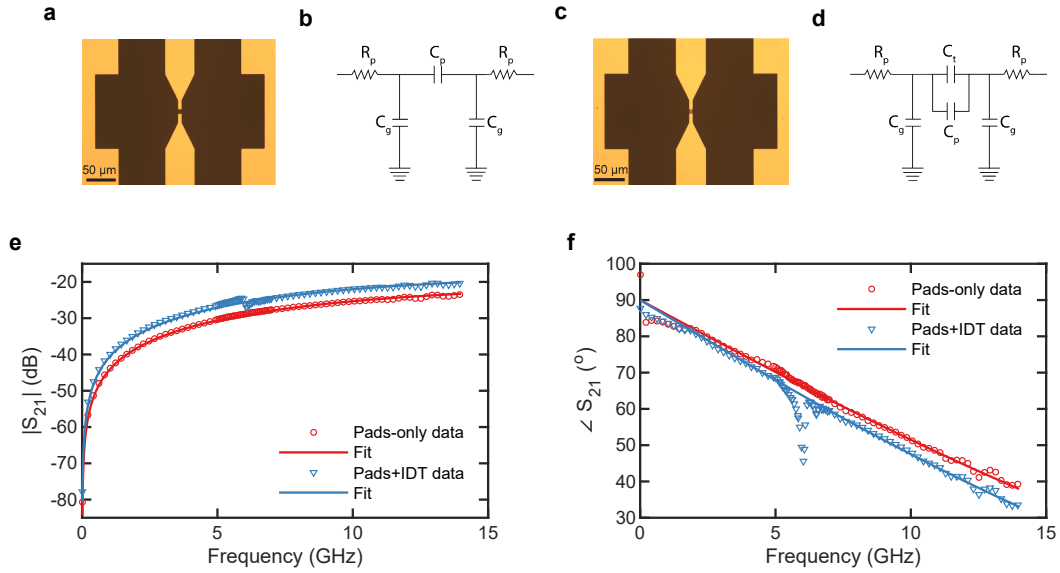 a
50 µm
b
R_p
C_p
R_p
C_g
C_g
c
50 µm
d
R_p
C_t
R_p
C_g
C_p
C_g
e
|S_21| (dB)
-20
-30
-40
-50
-60
-70
-80
0
5
10
15
Frequency (GHz)
Pads-only data
Fit
Pads+IDT data
Fit
f
∠ S_21 (°)
100
90
80
70
60
50
40
30
0
5
10
15
Frequency (GHz)
Pads-only data
Fit
Pads+IDT data
Fit